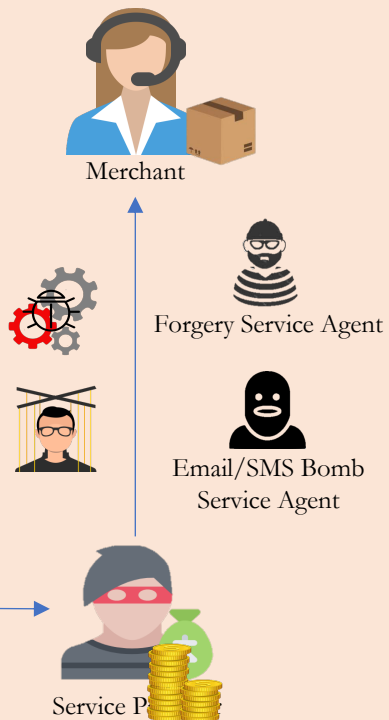 Merchant
Forgery Service Agent
Email/SMS Bomb
Service Agent
Service